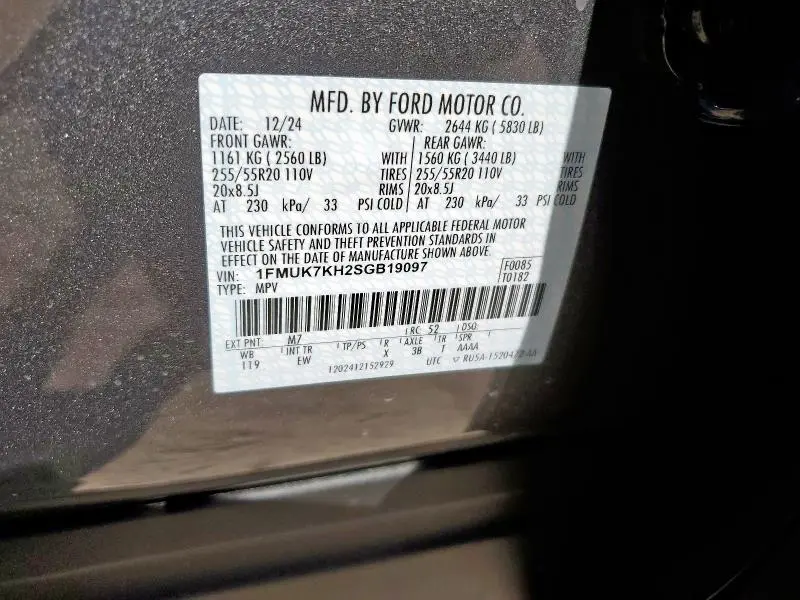 MFD. BY FORD MOTOR CO.
DATE: 12/24 GVWR: 2644 KG ( 5830 LB)
FRONT GAWR: REAR GAWR:
1161 KG ( 2560 LB) WITH 1560 KG ( 3440 LB) WITH
255/55R20 110V TIRES 255/55R20 110V TIRES
20x8.5J RIMS 20x8.5J RIMS
AT 230 kPa/ 33 PSI COLD AT 230 kPa/ 33 PSI COLD
THIS VEHICLE CONFORMS TO ALL APPLICABLE FEDERAL MOTOR
VEHICLE SAFETY AND THEFT PREVENTION STANDARDS IN
EFFECT ON THE DATE OF MANUFACTURE SHOWN ABOVE.
VIN: 1FMUK7KH2SGB19097 F0085
TYPE: MPV T0182
EXT PNT: M7 RC: 52 DSO:
WB INT TR TP/PS R AXLE TR SPR
119 EW X 3B T AAAA
1202412152929 UTC